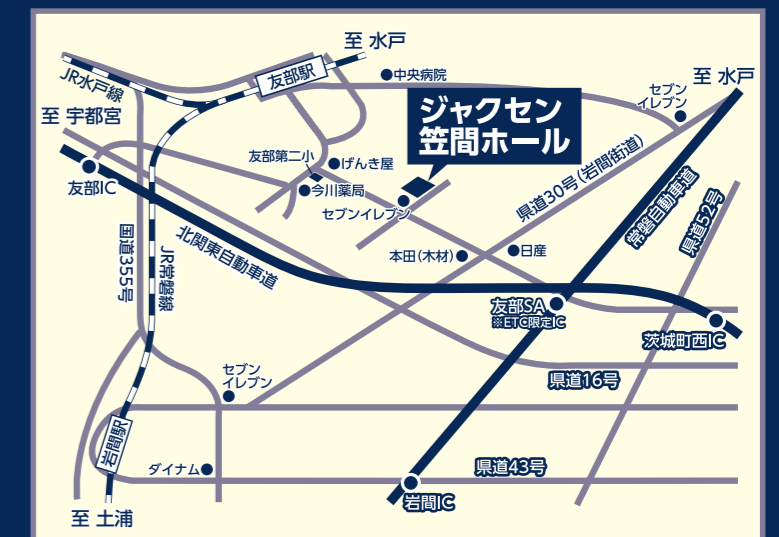 至 水戸
友部駅
中央病院
JR水戸線
至 水戸
セブン
イレブン
至 宇都宮
ジャクセン
笠間ホール
友部第二小
げんき屋
友部IC
今川薬局
セブンイレブン
県道30号(岩間街道)
常磐自動車道
県道52号
国道355号
JR常磐線
北関東自動車道
本田(木材)
日産
友部SA
※ETC限定IC
茨城町西IC
セブン
イレブン
県道16号
岩間駅
ダイナム
県道43号
岩間IC
至 土浦